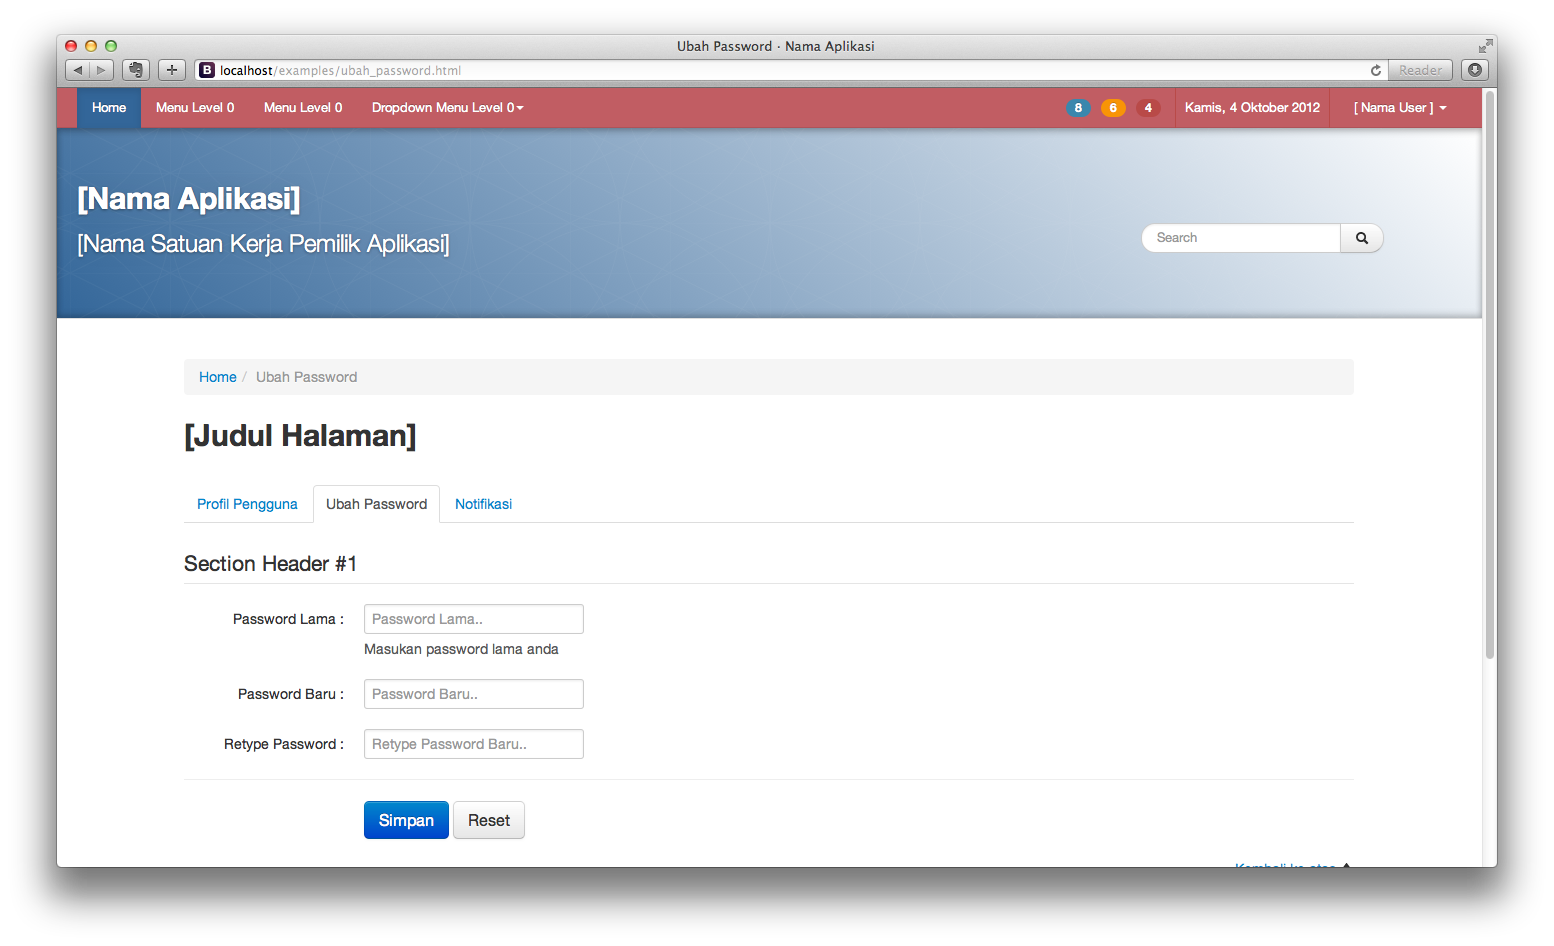 Ubah Password · Nama Aplikasi
localhost/examples/ubah_password.html
Reader
Home Menu Level 0 Menu Level 0 Dropdown Menu Level 0 8 6 4 Kamis, 4 Oktober 2012 [ Nama User ]
[Nama Aplikasi]
[Nama Satuan Kerja Pemilik Aplikasi]
Search
Home / Ubah Password
[Judul Halaman]
Profil Pengguna Ubah Password Notifikasi
Section Header #1
Password Lama : Password Lama..
Masukan password lama anda
Password Baru : Password Baru..
Retype Password : Retype Password Baru..
Simpan Reset
Kembali ke atas